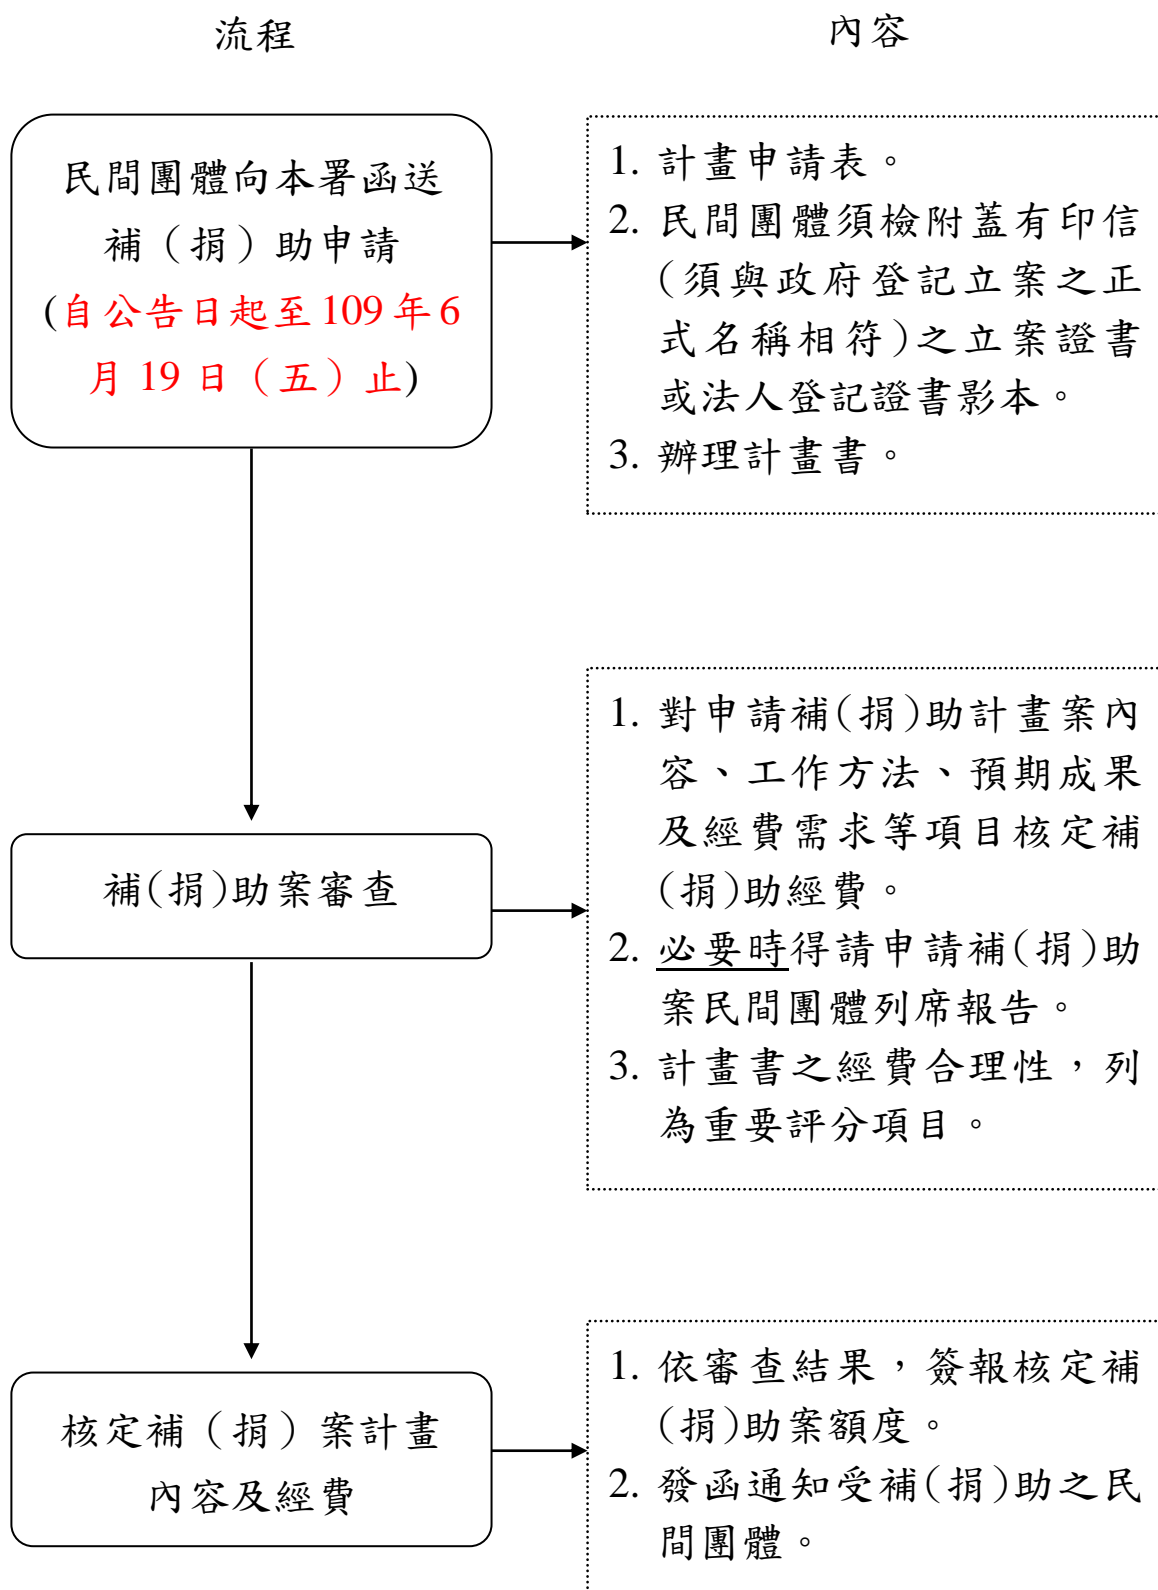 流程
內容
民間團體向本署函送
補（捐）助申請
(自公告日起至 109 年 6
月 19 日（五）止)
1. 計畫申請表。
2. 民間團體須檢附蓋有印信
(須與政府登記立案之正
式名稱相符)之立案證書
或法人登記證書影本。
3. 辦理計畫書。
補(捐)助案審查
1. 對申請補(捐)助計畫案內
容、工作方法、預期成果
及經費需求等項目核定補
(捐)助經費。
2. 必要時得請申請補(捐)助
案民間團體列席報告。
3. 計畫書之經費合理性，列
為重要評分項目。
核定補（捐）案計畫
內容及經費
1. 依審查結果，簽報核定補
(捐)助案額度。
2. 發函通知受補(捐)助之民
間團體。